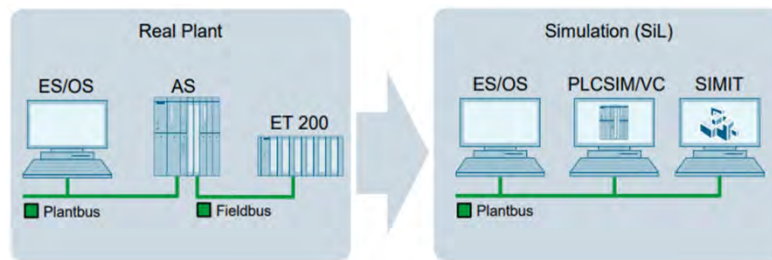 Real Plant
ES/OS
AS
ET 200
Plantbus
Fieldbus
Simulation (SiL)
ES/OS
PLCSIM/VC
SIMIT
Plantbus